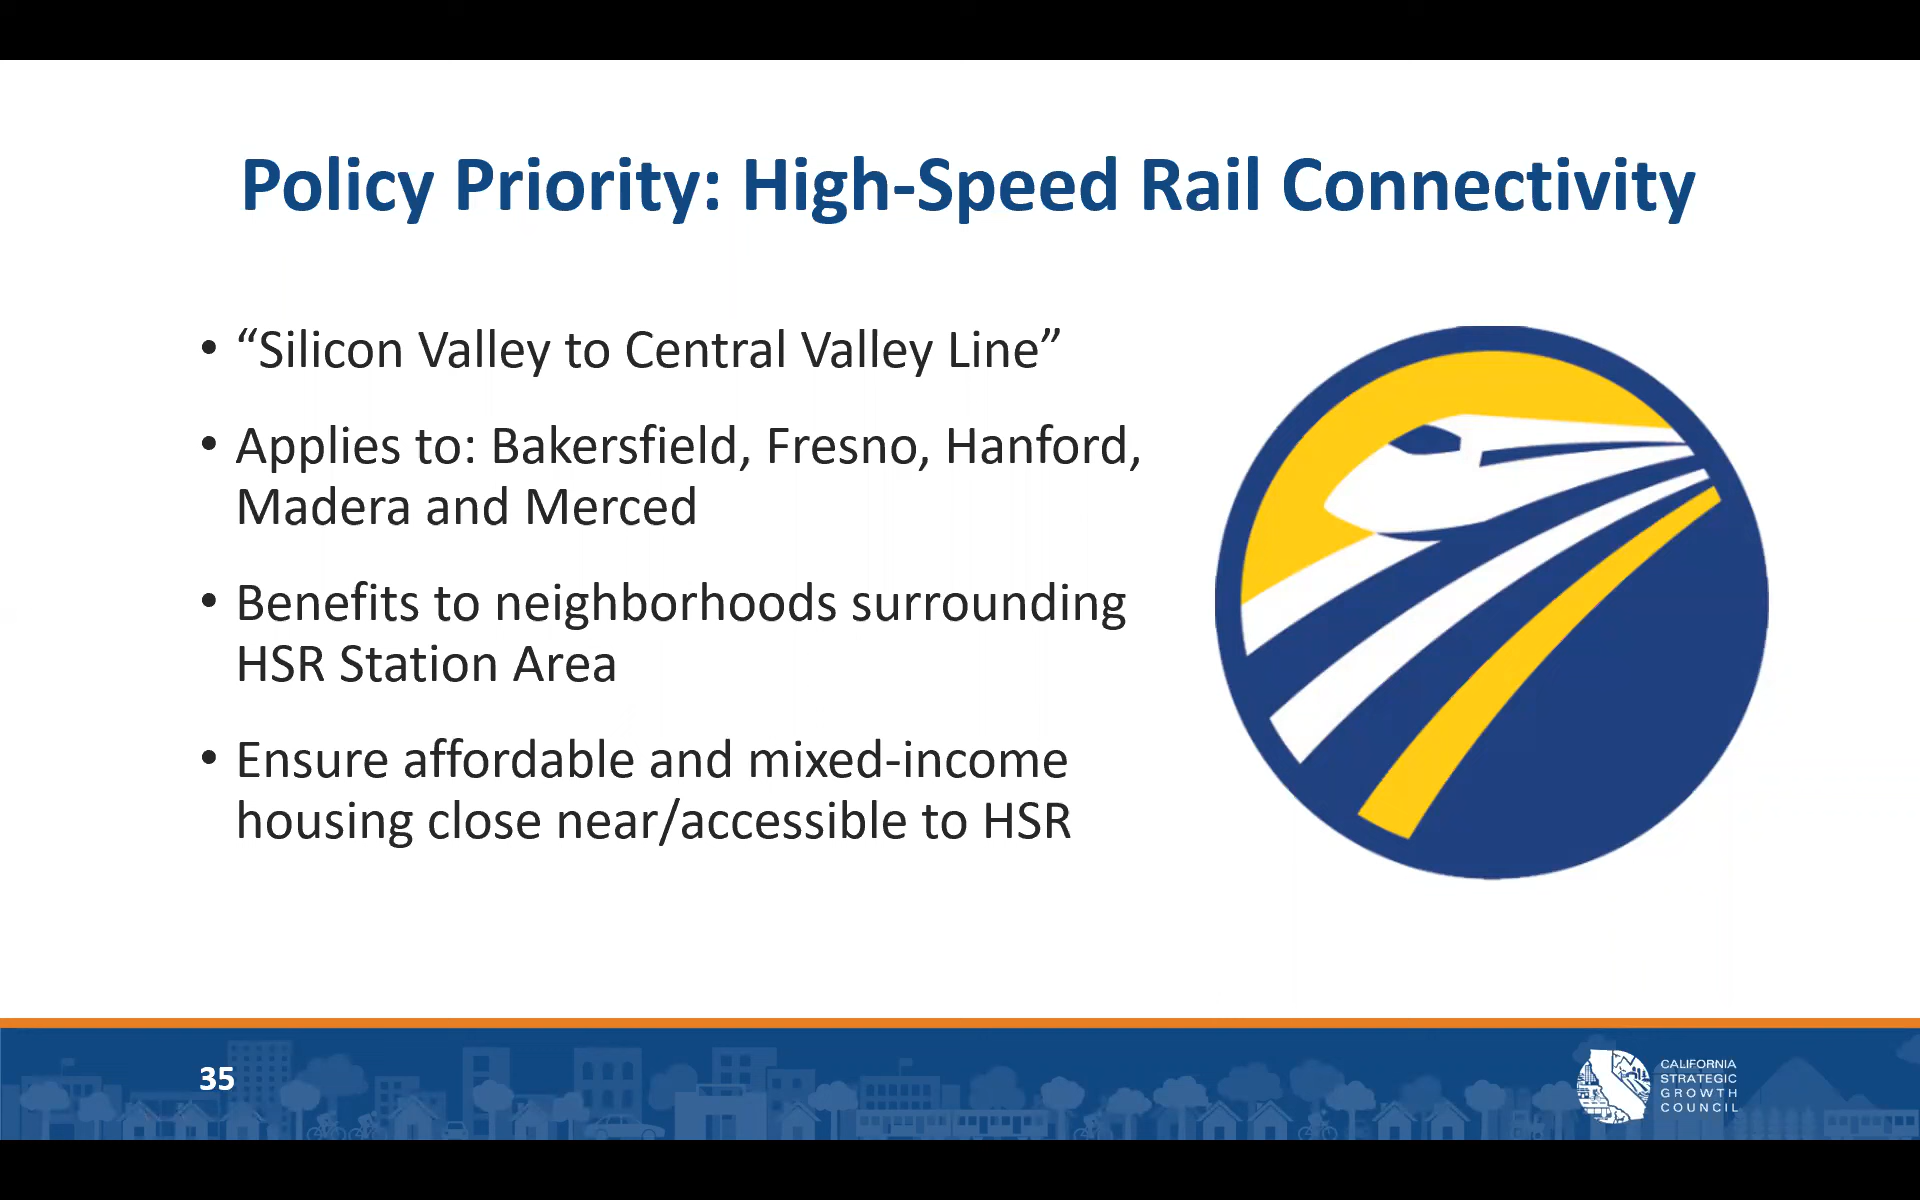 Policy Priority: High-Speed Rail Connectivity
• “Silicon Valley to Central Valley Line”
• Applies to: Bakersfield, Fresno, Hanford,
Madera and Merced
• Benefits to neighborhoods surrounding
HSR Station Area
• Ensure affordable and mixed-income
housing close near/accessible to HSR
35
CALIFORNIA
STRATEGIC
GROWTH
COUNCIL